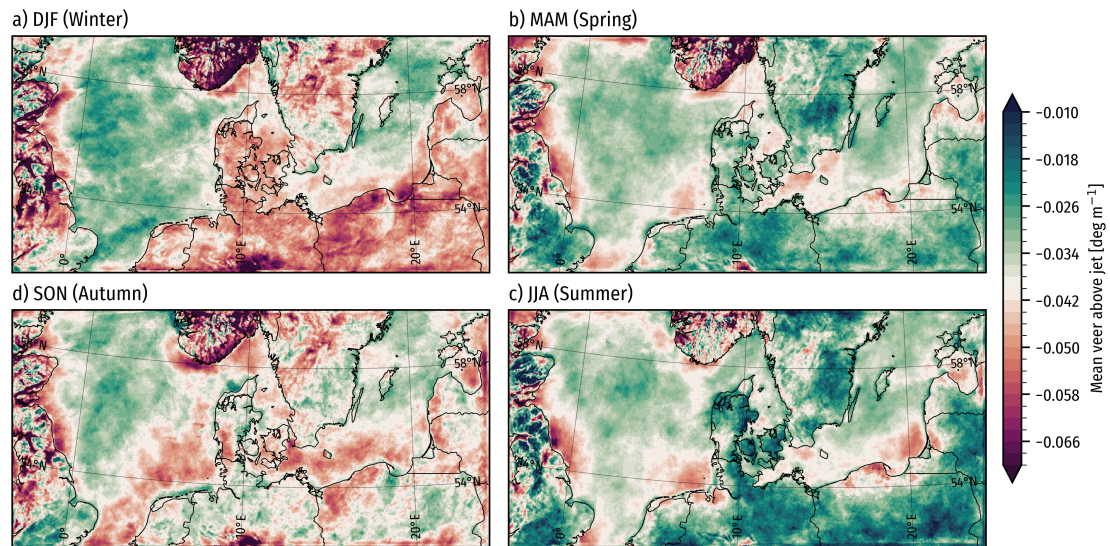 a) DJF (Winter)
b) MAM (Spring)
58°N
54°N
0°
10°E
20°E
58°N
54°N
0°
10°E
20°E
d) SON (Autumn)
c) JJA (Summer)
58°N
54°N
0°
10°E
20°E
58°N
54°N
0°
10°E
20°E
−0.010
−0.018
−0.026
−0.034
−0.042
−0.050
−0.058
−0.066
Mean veer above jet [deg m⁻¹]